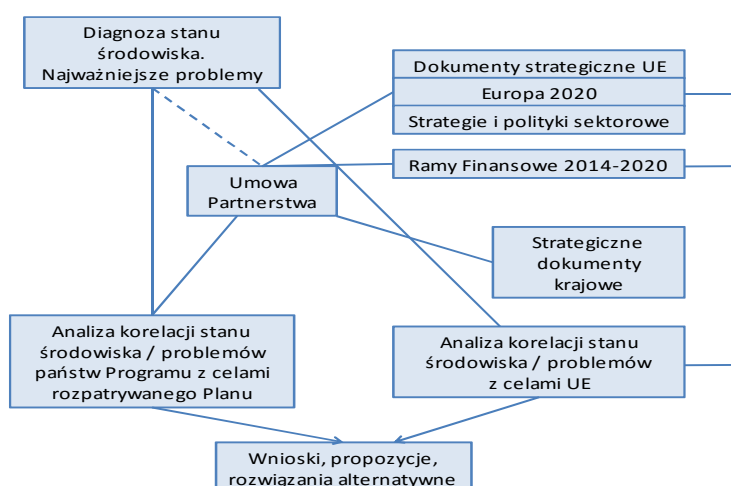 Diagnoza stanu
środowiska.
Najważniejsze problemy
Dokumenty strategiczne UE
Europa 2020
Strategie i polityki sektorowe
Ramy Finansowe 2014-2020
Umowa
Partnerstwa
Strategiczne
dokumenty
krajowe
Analiza korelacji stanu
środowiska / problemów
państw Programu z celami
rozpatrywanego Planu
Analiza korelacji stanu
środowiska / problemów
z celami UE
Wnioski, propozycje,
rozwiązania alternatywne